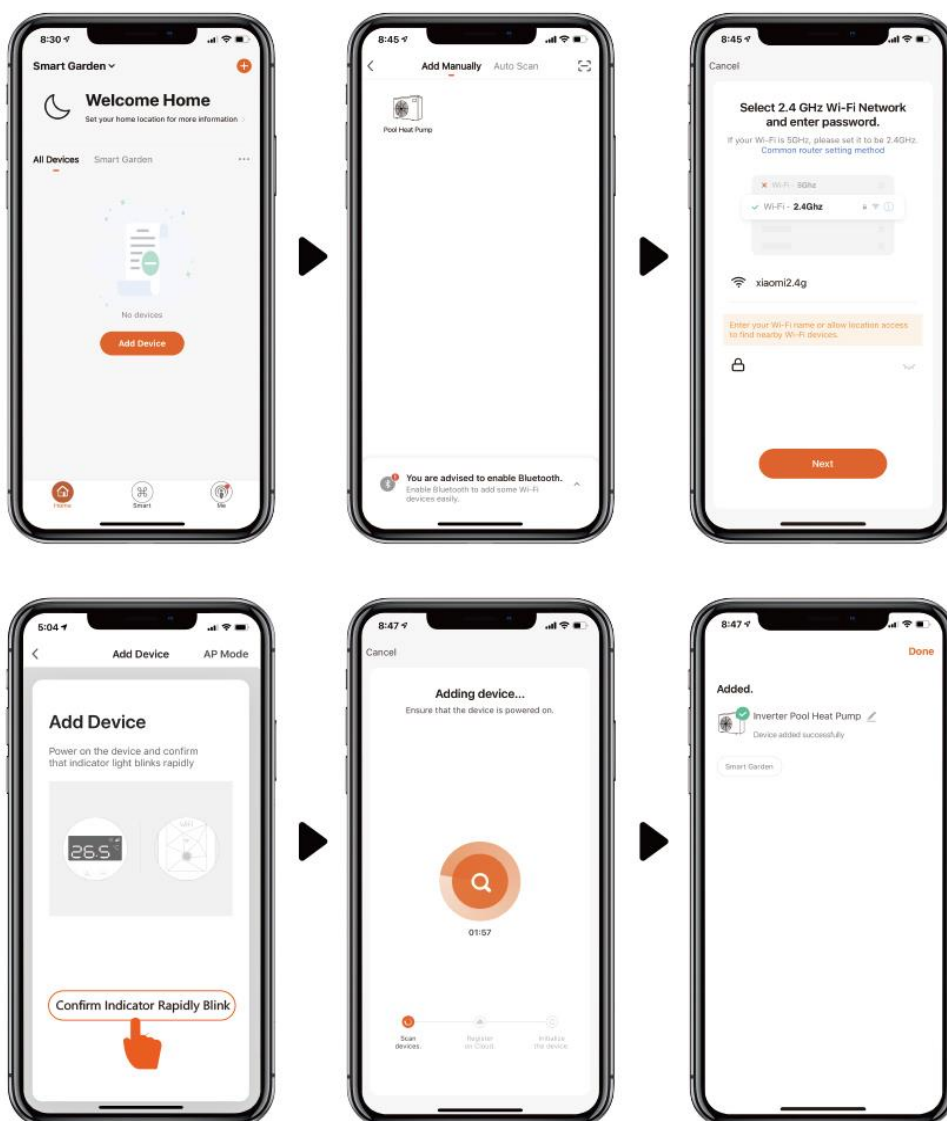 8:30
Smart Garden
Welcome Home
Set your home location for more information
All Devices Smart Garden ...
No devices
Add Device
Home Smart Me
8:45
Add Manually Auto Scan
Pool Heat Pump
You are advised to enable Bluetooth.
Enable Bluetooth to add some Wi-Fi
devices easily.
8:45
Cancel
Select 2.4 GHz Wi-Fi Network
and enter password.
If your Wi-Fi is 5GHz, please set it to be 2.4GHz.
Common router setting method
Wi-Fi - 5Ghz
Wi-Fi - 2.4Ghz
xiaomi2.4g
Enter your Wi-Fi name or allow location access
to find nearby Wi-Fi devices.
Next
5:04
Add Device AP Mode
Add Device
Power on the device and confirm
that indicator light blinks rapidly
26.5
Confirm Indicator Rapidly Blink
8:47
Cancel
Adding device...
Ensure that the device is powered on.
01:57
Scan
devices.
Register
on Cloud.
Initialize
the device.
8:47
Done
Added.
Inverter Pool Heat Pump
Device added successfully
Smart Garden